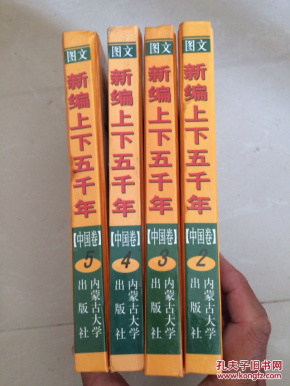 图文
新编上下五千年
【中国卷】
5
内蒙古大学
出版社
图文
新编上下五千年
【中国卷】
4
内蒙古大学
出版社
图文
新编上下五千年
【中国卷】
3
内蒙古大学
出版社
图文
新编上下五千年
【中国卷】
2
内蒙古大学
出版社
孔夫子旧书网